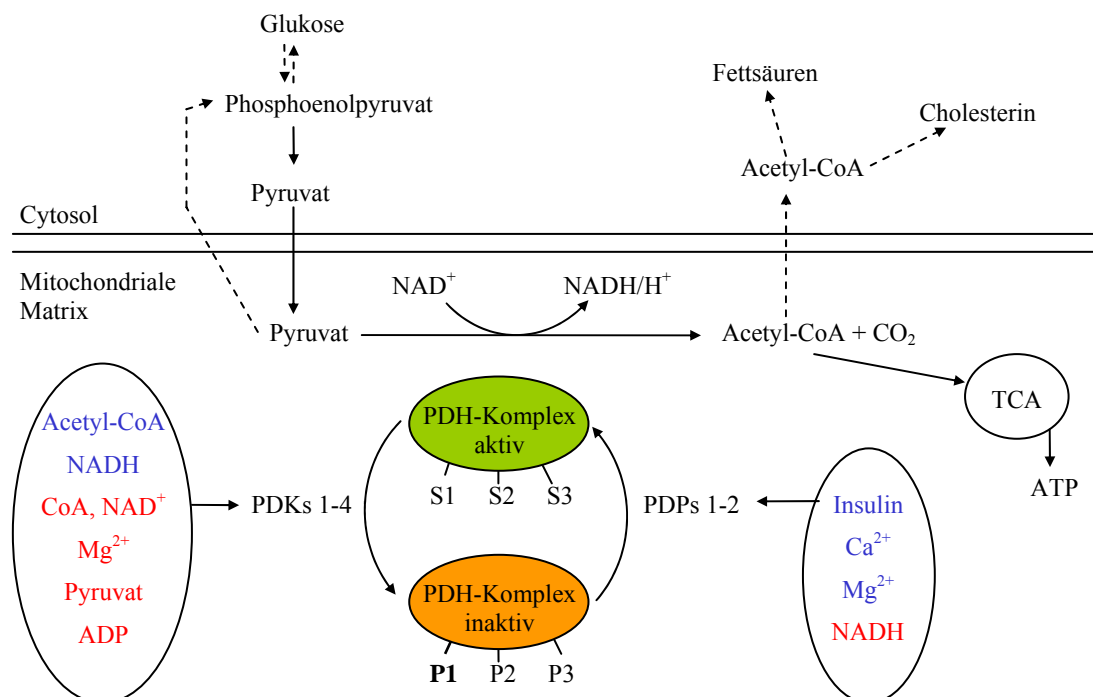 Glukose
Fettsäuren
Phosphoenolpyruvat
Cholesterin
Acetyl-CoA
Pyruvat
Cytosol
Mitochondriale
Matrix
NAD⁺
NADH/H⁺
Pyruvat
Acetyl-CoA + CO₂
TCA
ATP
Acetyl-CoA
NADH
CoA, NAD⁺
Mg²⁺
Pyruvat
ADP
PDKs 1-4
PDH-Komplex
aktiv
S1 S2 S3
PDH-Komplex
inaktiv
P1 P2 P3
PDPs 1-2
Insulin
Ca²⁺
Mg²⁺
NADH